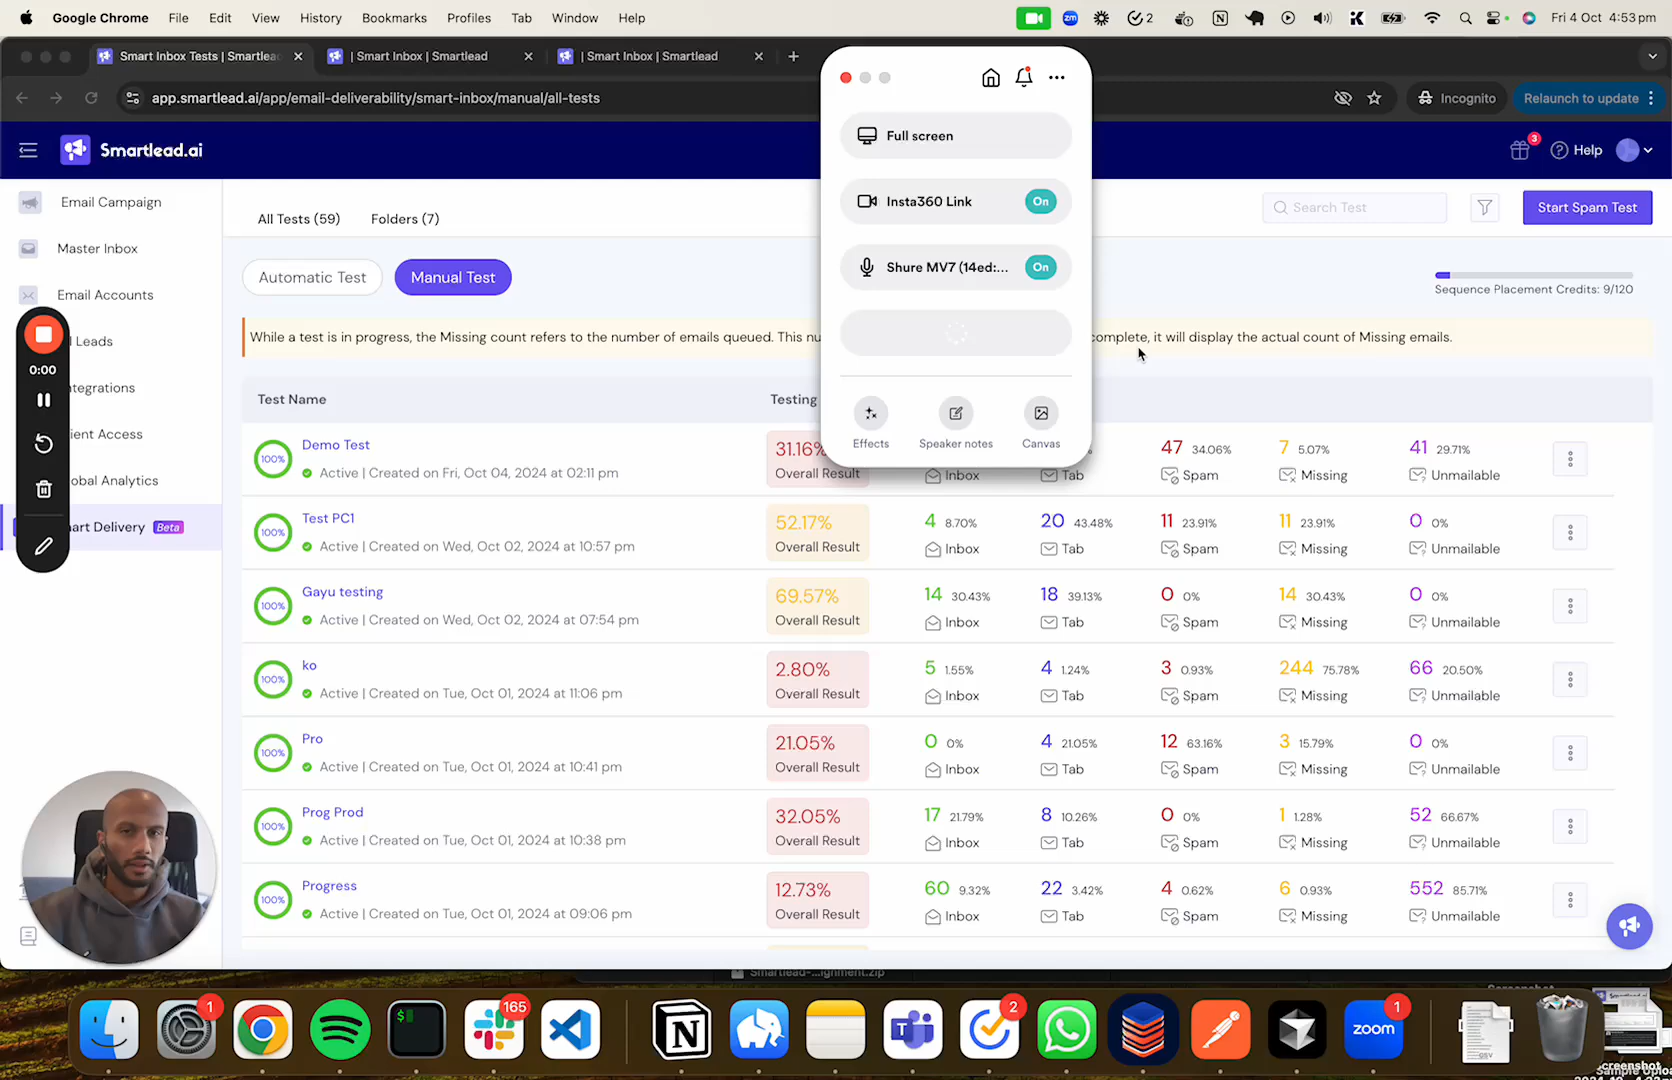 Google Chrome File Edit View History Bookmarks Profiles Tab Window Help
zm 2 Fri 4 Oct 4:53 pm
Smart Inbox Tests | Smartlea | Smart Inbox | Smartlead | Smart Inbox | Smartlead
app.smartlead.ai/app/email-deliverability/smart-inbox/manual/all-tests Incognito Relaunch to update
Smartlead.ai
3 Help
Email Campaign
Master Inbox
Email Accounts
Leads
ntegrations
ient Access
obal Analytics
art Delivery Beta
0:00
All Tests (59) Folders (7)
Search Test
Start Spam Test
Automatic Test Manual Test
Sequence Placement Credits: 9/120
While a test is in progress, the Missing count refers to the number of emails queued. This nu omplete, it will display the actual count of Missing emails.
Full screen
Insta360 Link On
Shure MV7 (14ed:... On
Effects Speaker notes Canvas
Test Name Testing
100% Demo Test 31.16% 47 34.06% 7 5.07% 41 29.71%
Active | Created on Fri, Oct 04, 2024 at 02:11 pm Overall Result Inbox Tab Spam Missing Unmailable
100% Test PC1 52.17% 4 8.70% 20 43.48% 11 23.91% 11 23.91% 0 0%
Active | Created on Wed, Oct 02, 2024 at 10:57 pm Overall Result Inbox Tab Spam Missing Unmailable
100% Gayu testing 69.57% 14 30.43% 18 39.13% 0 0% 14 30.43% 0 0%
Active | Created on Wed, Oct 02, 2024 at 07:54 pm Overall Result Inbox Tab Spam Missing Unmailable
100% ko 2.80% 5 1.55% 4 1.24% 3 0.93% 244 75.78% 66 20.50%
Active | Created on Tue, Oct 01, 2024 at 11:06 pm Overall Result Inbox Tab Spam Missing Unmailable
100% Pro 21.05% 0 0% 4 21.05% 12 63.16% 3 15.79% 0 0%
Active | Created on Tue, Oct 01, 2024 at 10:41 pm Overall Result Inbox Tab Spam Missing Unmailable
100% Prog Prod 32.05% 17 21.79% 8 10.26% 0 0% 1 1.28% 52 66.67%
Active | Created on Tue, Oct 01, 2024 at 10:38 pm Overall Result Inbox Tab Spam Missing Unmailable
100% Progress 12.73% 60 9.32% 22 3.42% 4 0.62% 6 0.93% 552 85.71%
Active | Created on Tue, Oct 01, 2024 at 09:06 pm Overall Result Inbox Tab Spam Missing Unmailable
Smartlead-...ignment.zip
Screenshot
1 165 2 1
zoom